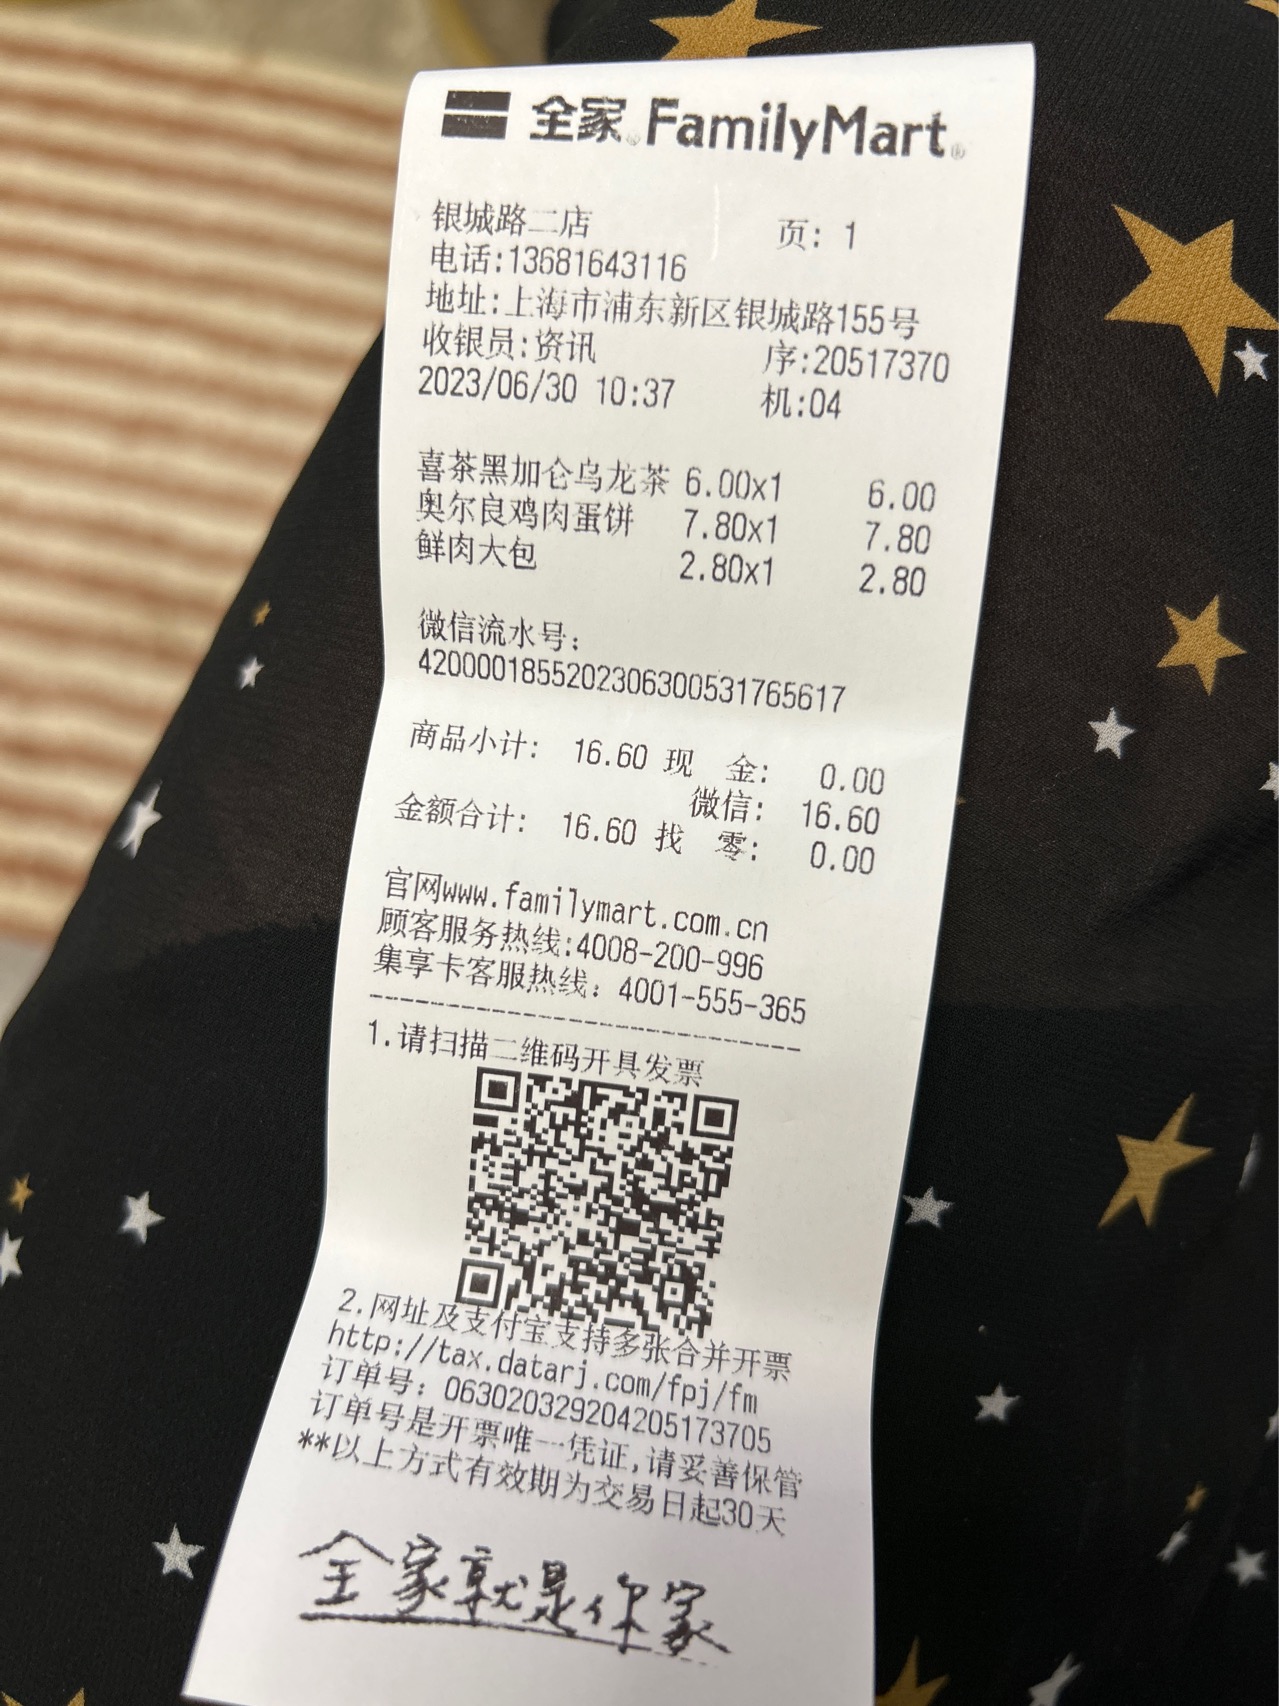 全家 FamilyMart
银城路二店 页: 1
电话:13681643116
地址:上海市浦东新区银城路155号
收银员:资讯 序:20517370
2023/06/30 10:37 机:04
喜茶黑加仑乌龙茶 6.00x1 6.00
奥尔良鸡肉蛋饼 7.80x1 7.80
鲜肉大包 2.80x1 2.80
微信流水号:
4200001855202306300531765617
商品小计: 16.60 现 金: 0.00
微信: 16.60
金额合计: 16.60 找 零: 0.00
官网www.familymart.com.cn
顾客服务热线:4008-200-996
集享卡客服热线: 4001-555-365
1.请扫描二维码开具发票
2.网址及支付宝支持多张合并开票
http://tax.datarj.com/fpj/fm
订单号: 063020329204205173705
订单号是开票唯一凭证,请妥善保管
**以上方式有效期为交易日起30天
全家就是你家